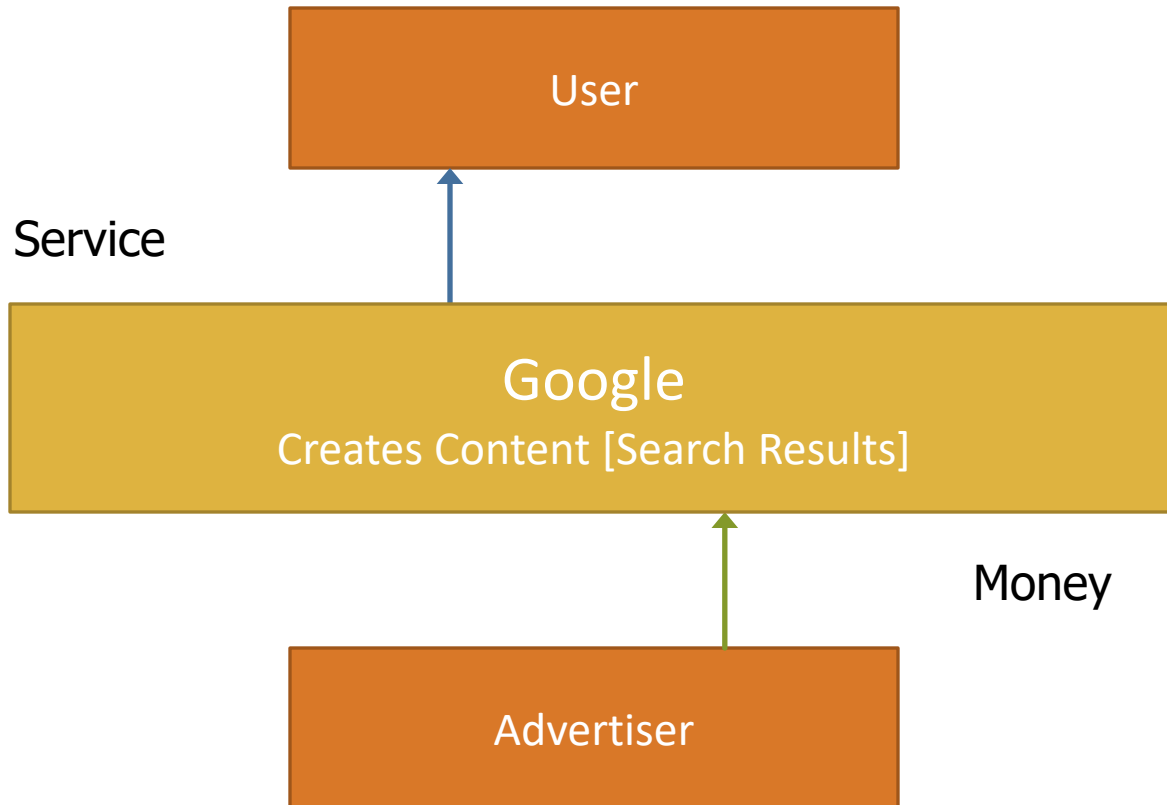 User
Service
Google
Creates Content [Search Results]
Money
Advertiser